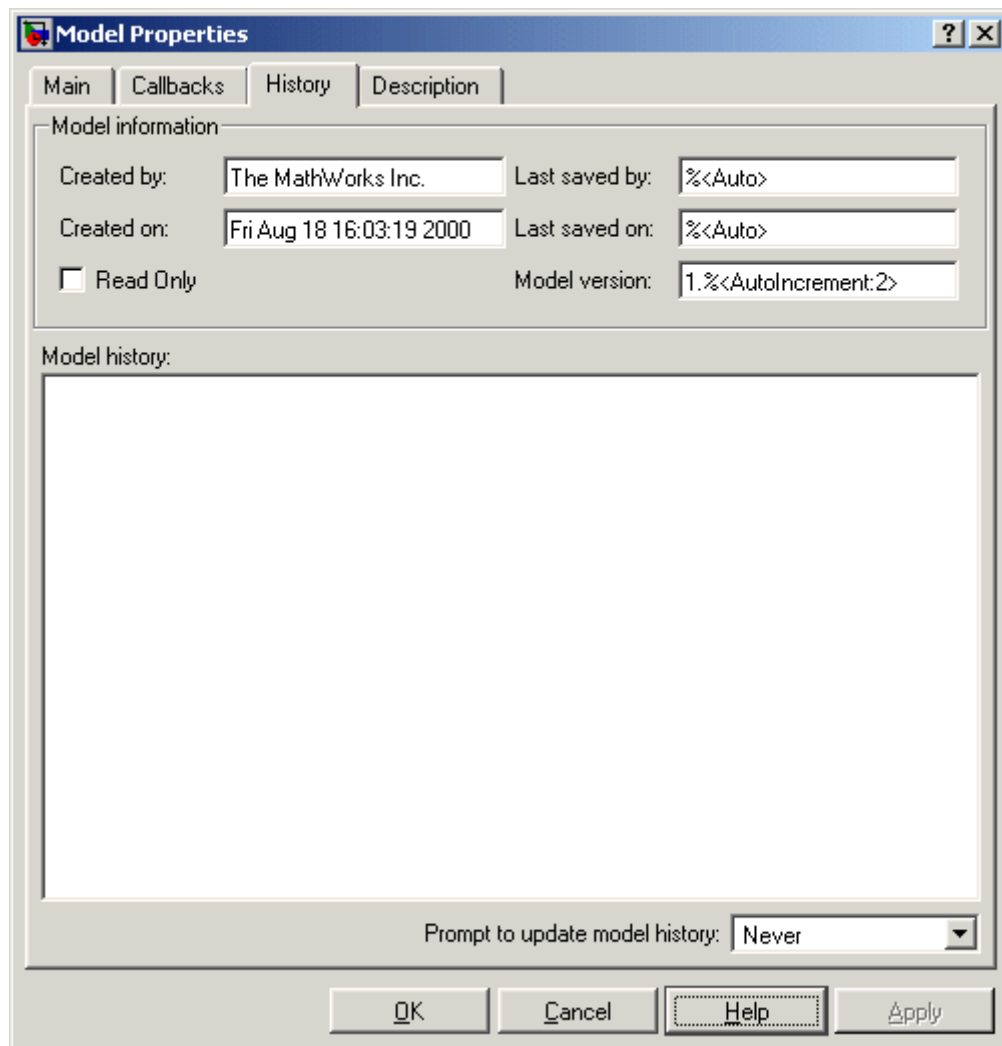 Model Properties
Main Callbacks History Description
Model information
Created by: The MathWorks Inc. Last saved by: %<Auto>
Created on: Fri Aug 18 16:03:19 2000 Last saved on: %<Auto>
Read Only Model version: 1.%<AutoIncrement:2>
Model history:
Prompt to update model history: Never
OK Cancel Help Apply